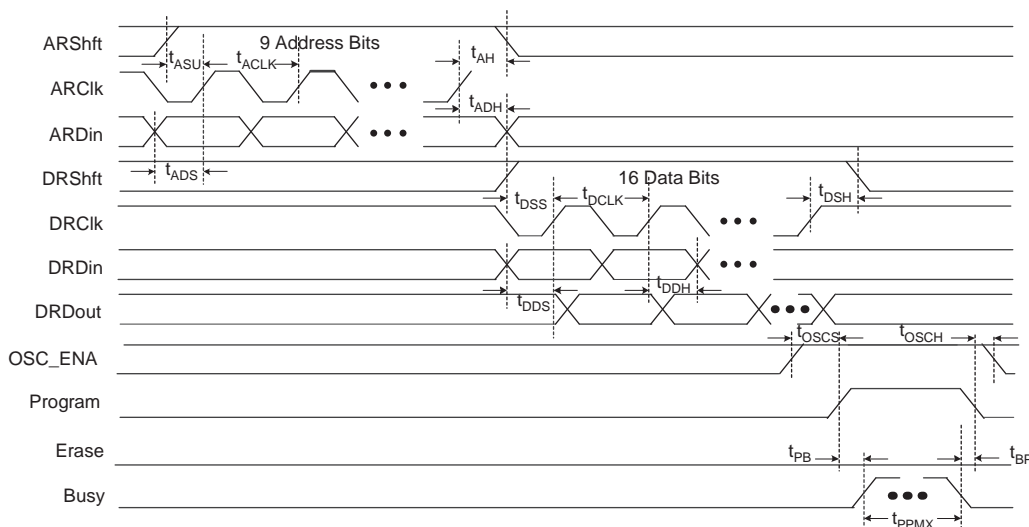 ARShft
9 Address Bits
tASU
tACLK
tAH
ARClk
tADH
ARDin
tADS
DRShft
16 Data Bits
tDSS
tDCLK
tDSH
DRClk
DRDin
tDDS
tDDH
DRDout
tOSCS
tOSCH
OSC_ENA
Program
Erase
tPB
tBP
Busy
tPPMX